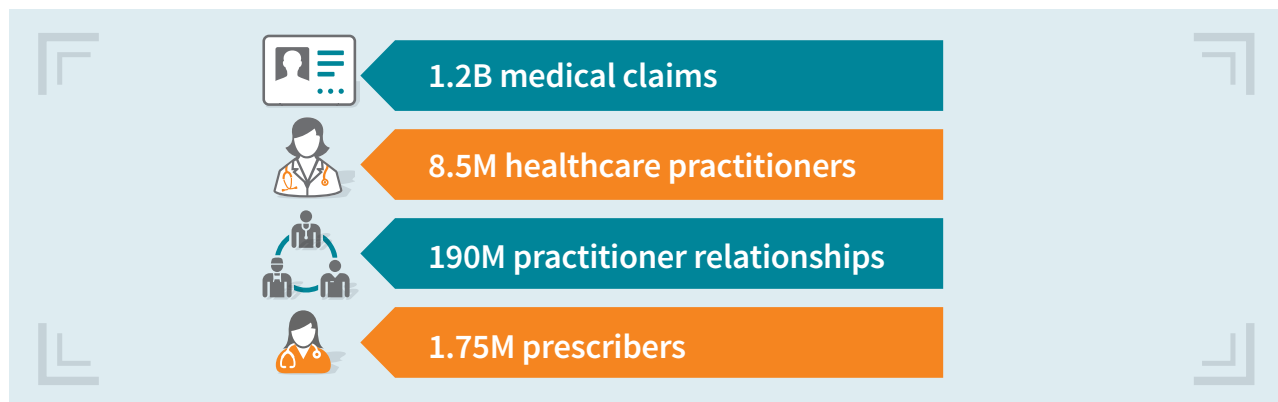 1.2B medical claims
8.5M healthcare practitioners
190M practitioner relationships
1.75M prescribers